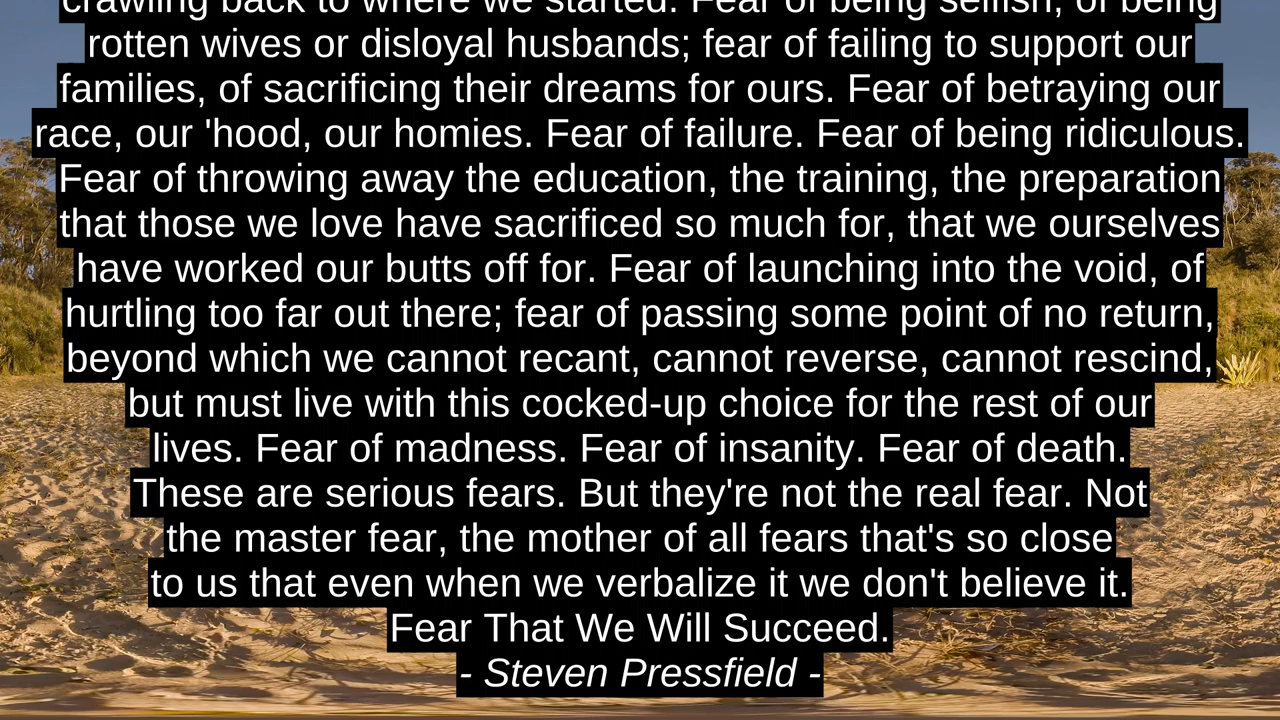 crawling back to where we started. Fear of being selfish, of being
rotten wives or disloyal husbands; fear of failing to support our
families, of sacrificing their dreams for ours. Fear of betraying our
race, our 'hood, our homies. Fear of failure. Fear of being ridiculous.
Fear of throwing away the education, the training, the preparation
that those we love have sacrificed so much for, that we ourselves
have worked our butts off for. Fear of launching into the void, of
hurtling too far out there; fear of passing some point of no return,
beyond which we cannot recant, cannot reverse, cannot rescind,
but must live with this cocked-up choice for the rest of our
lives. Fear of madness. Fear of insanity. Fear of death.
These are serious fears. But they're not the real fear. Not
the master fear, the mother of all fears that's so close
to us that even when we verbalize it we don't believe it.
Fear That We Will Succeed.
- Steven Pressfield -